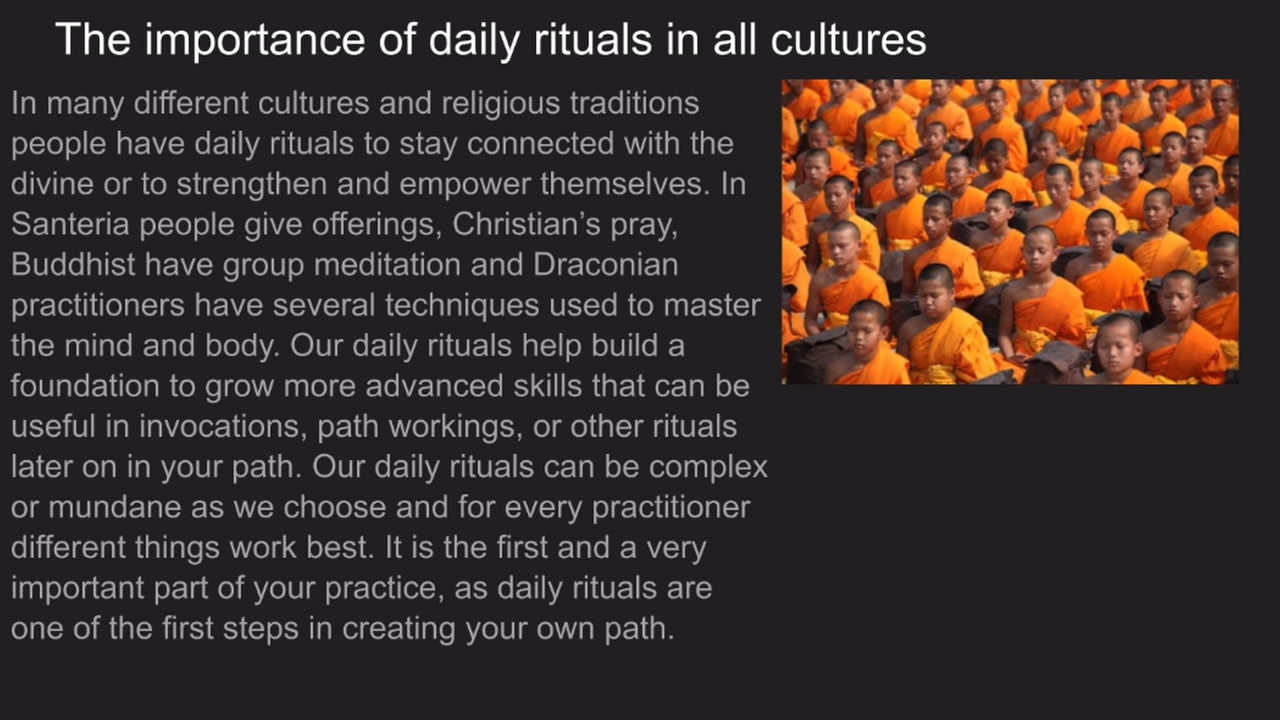 The importance of daily rituals in all cultures
In many different cultures and religious traditions
people have daily rituals to stay connected with the
divine or to strengthen and empower themselves. In
Santeria people give offerings, Christian’s pray,
Buddhist have group meditation and Draconian
practitioners have several techniques used to master
the mind and body. Our daily rituals help build a
foundation to grow more advanced skills that can be
useful in invocations, path workings, or other rituals
later on in your path. Our daily rituals can be complex
or mundane as we choose and for every practitioner
different things work best. It is the first and a very
important part of your practice, as daily rituals are
one of the first steps in creating your own path.